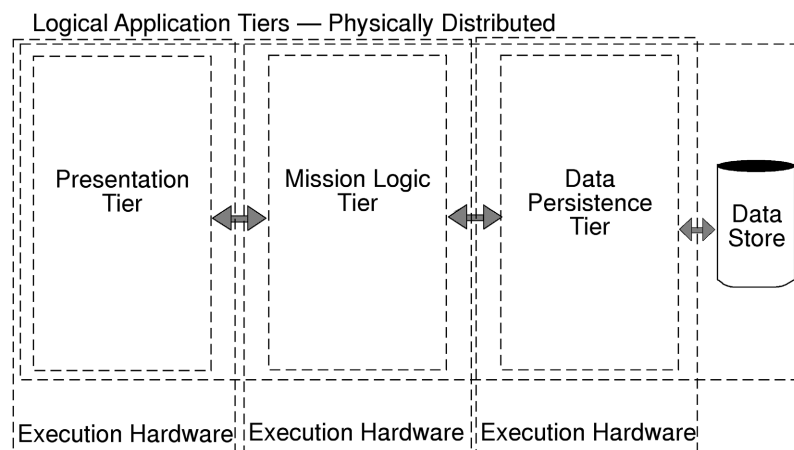 Logical Application Tiers — Physically Distributed
Presentation
Tier
Mission Logic
Tier
Data
Persistence
Tier
Data
Store
Execution Hardware
Execution Hardware
Execution Hardware